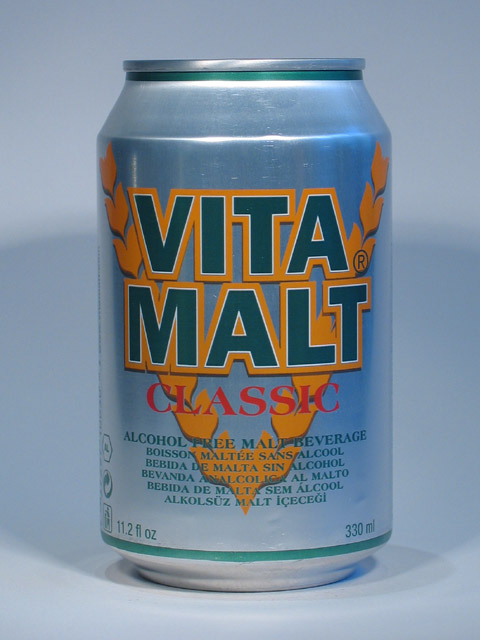 VITA
MALT®
CLASSIC
ALCOHOL FREE MALT BEVERAGE
BOISSON MALTÉE SANS ALCOOL
BEBIDA DE MALTA SIN ALCOHOL
BEVANDA ANALCOLICA AL MALTO
BEBIDA DE MALTA SEM ÁLCOOL
ALKOLSÜZ MALT İÇECEĞİ
11.2 fl oz 330 ml